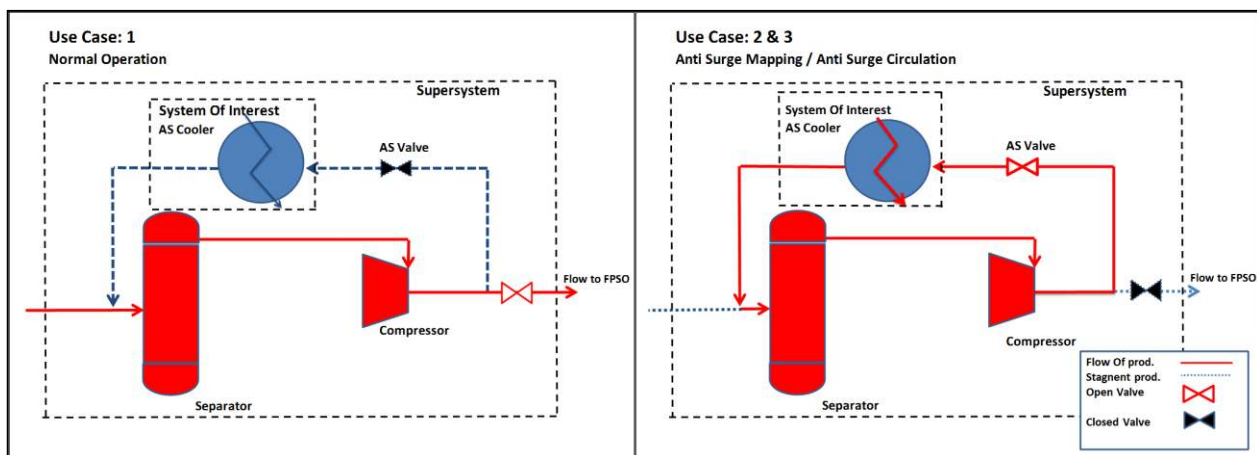 Use Case: 1
Normal Operation
Supersystem
System Of Interest
AS Cooler
AS Valve
Flow to FPSO
Compressor
Separator
Use Case: 2 & 3
Anti Surge Mapping / Anti Surge Circulation
Supersystem
System Of Interest
AS Cooler
AS Valve
Flow to FPSO
Compressor
Separator
Flow Of prod.
Stagnent prod.
Open Valve
Closed Valve